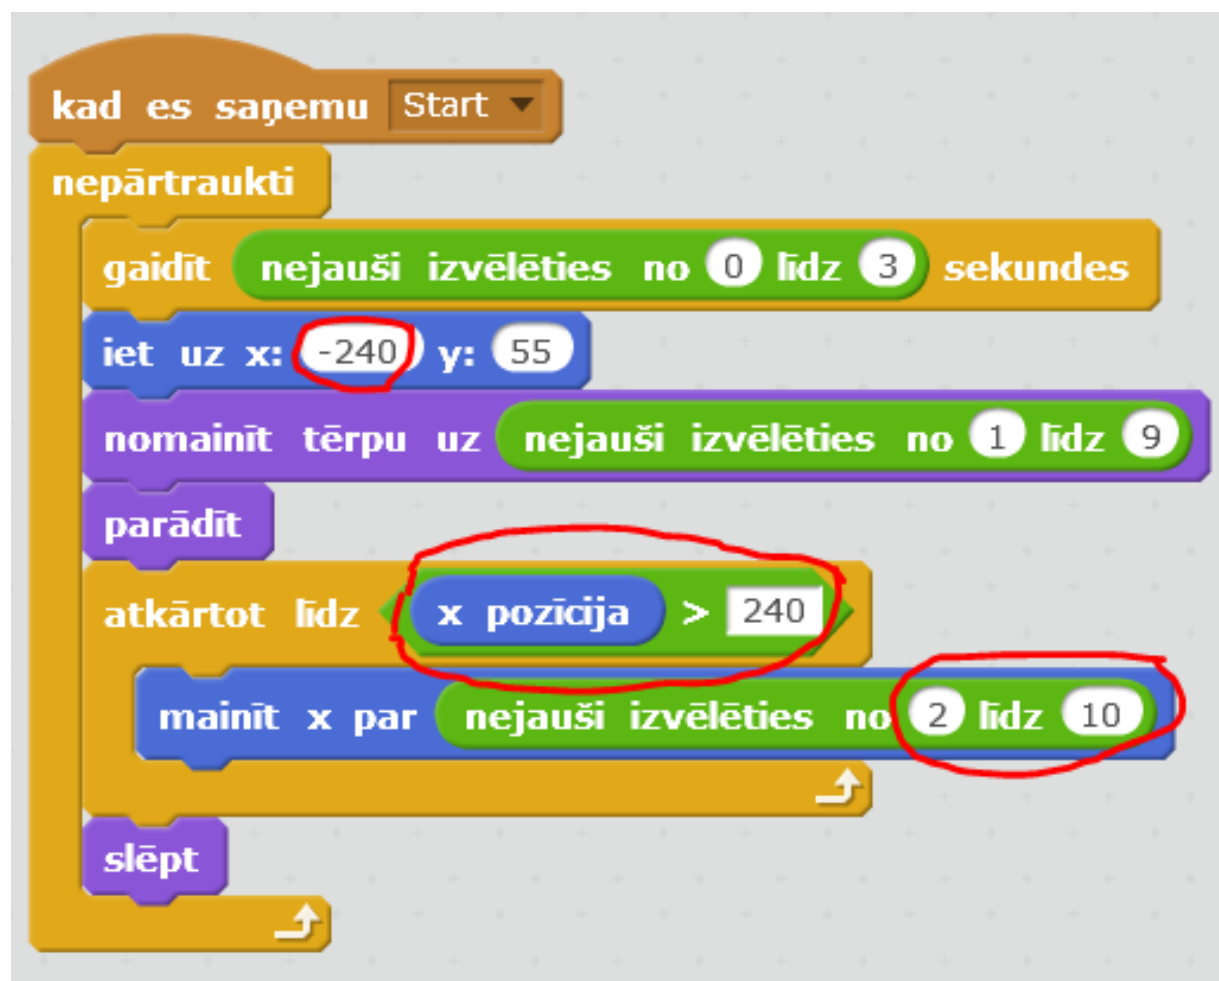 kad es saņemu Start
nepārtraukti
gaidīt nejauši izvēlēties no 0 līdz 3 sekundes
iet uz x: -240 y: 55
nomainīt tērpu uz nejauši izvēlēties no 1 līdz 9
parādīt
atkārtot līdz x pozīcija > 240
mainīt x par nejauši izvēlēties no 2 līdz 10
slēpt